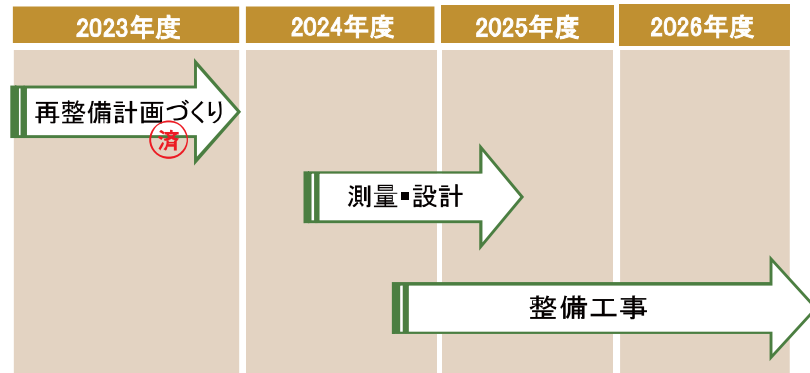 2023年度
2024年度
2025年度
2026年度
再整備計画づくり
済
測量▪設計
整備工事